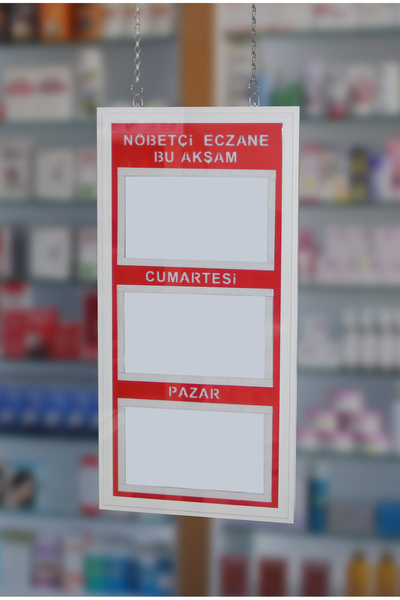 NÖBETÇİ ECZANE
BU AKŞAM
CUMARTESİ
PAZAR